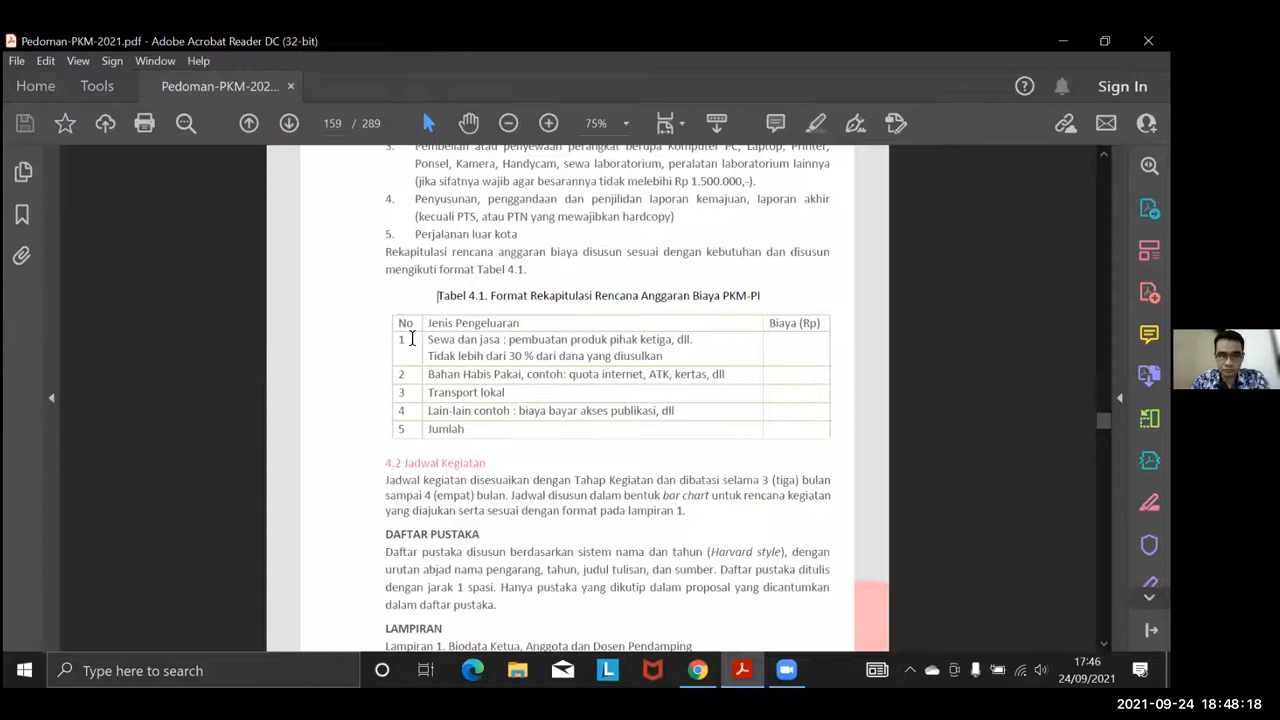 Pedoman-PKM-2021.pdf - Adobe Acrobat Reader DC (32-bit)
File Edit View Sign Window Help
Home Tools Pedoman-PKM-202... × Sign In
159 / 289 75%
3. Pembelian atau penyewaan perangkat berupa Komputer PC, Laptop, Printer,
Ponsel, Kamera, Handycam, sewa laboratorium, peralatan laboratorium lainnya
(jika sifatnya wajib agar besarannya tidak melebihi Rp 1.500.000,-).
4. Penyusunan, penggandaan dan penjilidan laporan kemajuan, laporan akhir
(kecuali PTS, atau PTN yang mewajibkan hardcopy)
5. Perjalanan luar kota
Rekapitulasi rencana anggaran biaya disusun sesuai dengan kebutuhan dan disusun
mengikuti format Tabel 4.1.
Tabel 4.1. Format Rekapitulasi Rencana Anggaran Biaya PKM-PI
No Jenis Pengeluaran Biaya (Rp)
1 Sewa dan jasa : pembuatan produk pihak ketiga, dll.
Tidak lebih dari 30 % dari dana yang diusulkan
2 Bahan Habis Pakai, contoh: quota internet, ATK, kertas, dll
3 Transport lokal
4 Lain-lain contoh : biaya bayar akses publikasi, dll
5 Jumlah
4.2 Jadwal Kegiatan
Jadwal kegiatan disesuaikan dengan Tahap Kegiatan dan dibatasi selama 3 (tiga) bulan
sampai 4 (empat) bulan. Jadwal disusun dalam bentuk bar chart untuk rencana kegiatan
yang diajukan serta sesuai dengan format pada lampiran 1.
DAFTAR PUSTAKA
Daftar pustaka disusun berdasarkan sistem nama dan tahun (Harvard style), dengan
urutan abjad nama pengarang, tahun, judul tulisan, dan sumber. Daftar pustaka ditulis
dengan jarak 1 spasi. Hanya pustaka yang dikutip dalam proposal yang dicantumkan
dalam daftar pustaka.
LAMPIRAN
Lampiran 1. Biodata Ketua, Anggota dan Dosen Pendamping
Type here to search
L
17:46
24/09/2021
2021-09-24 18:48:18